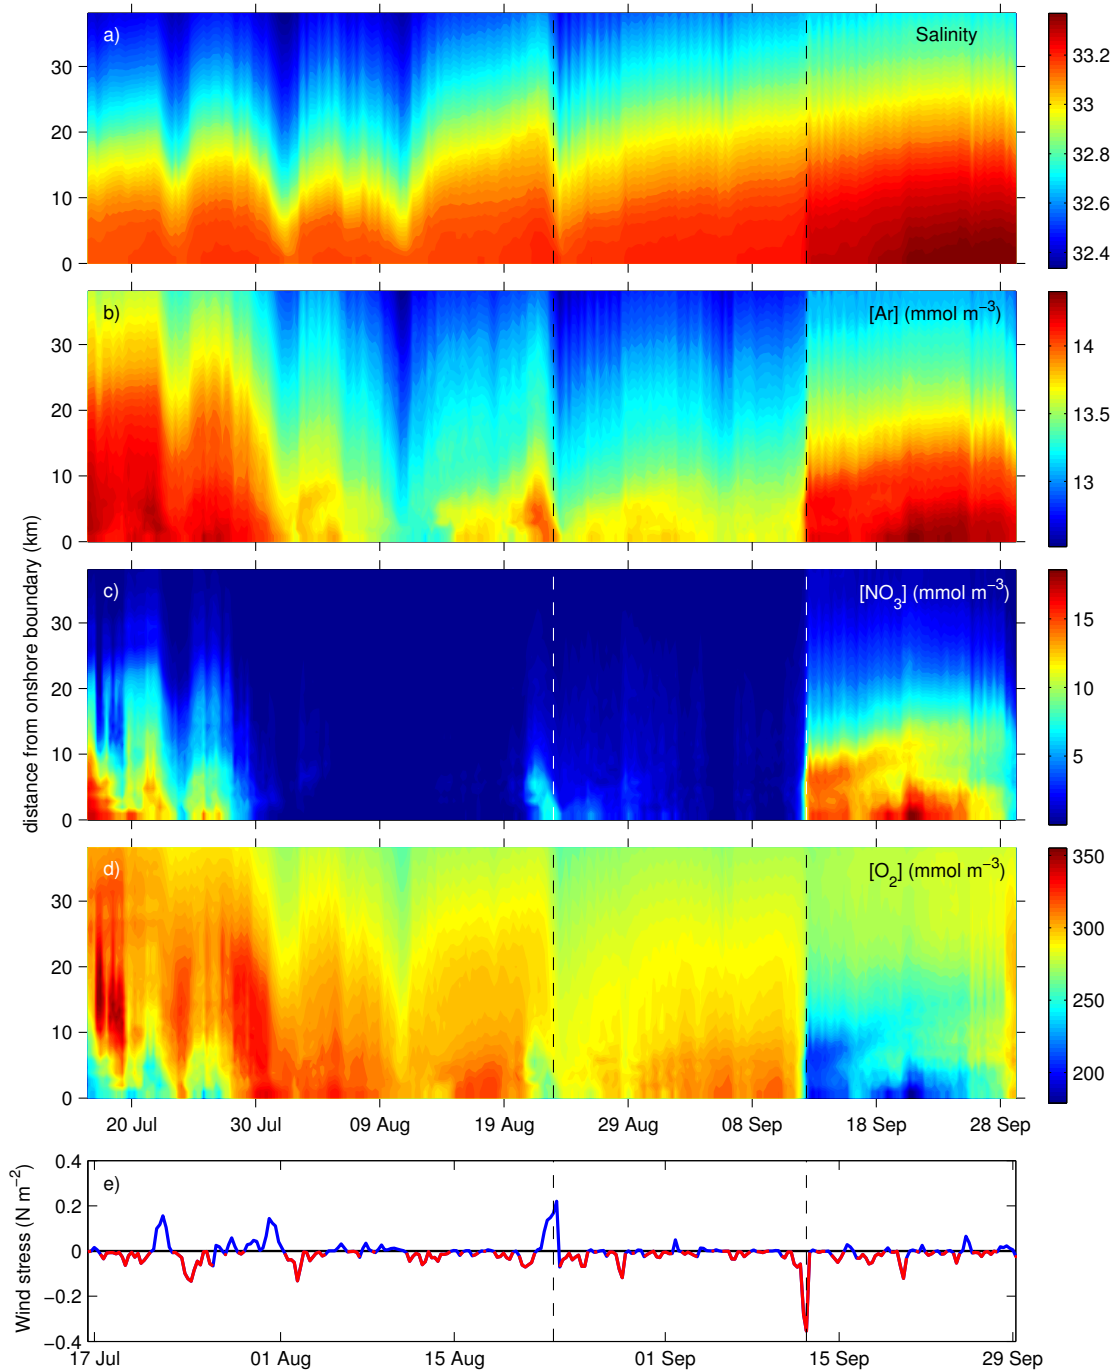 a)
Salinity
30
20
10
0
33.2
33
32.8
32.6
32.4
b)
[Ar] (mmol m−3)
30
20
10
0
14
13.5
13
distance from onshore boundary (km)
c)
[NO3] (mmol m−3)
30
20
10
0
15
10
5
d)
[O2] (mmol m−3)
30
20
10
0
350
300
250
200
20 Jul 30 Jul 09 Aug 19 Aug 29 Aug 08 Sep 18 Sep 28 Sep
e)
Wind stress (N m−2)
0.4
0.2
0
−0.2
−0.4
17 Jul 01 Aug 15 Aug 01 Sep 15 Sep 29 Sep